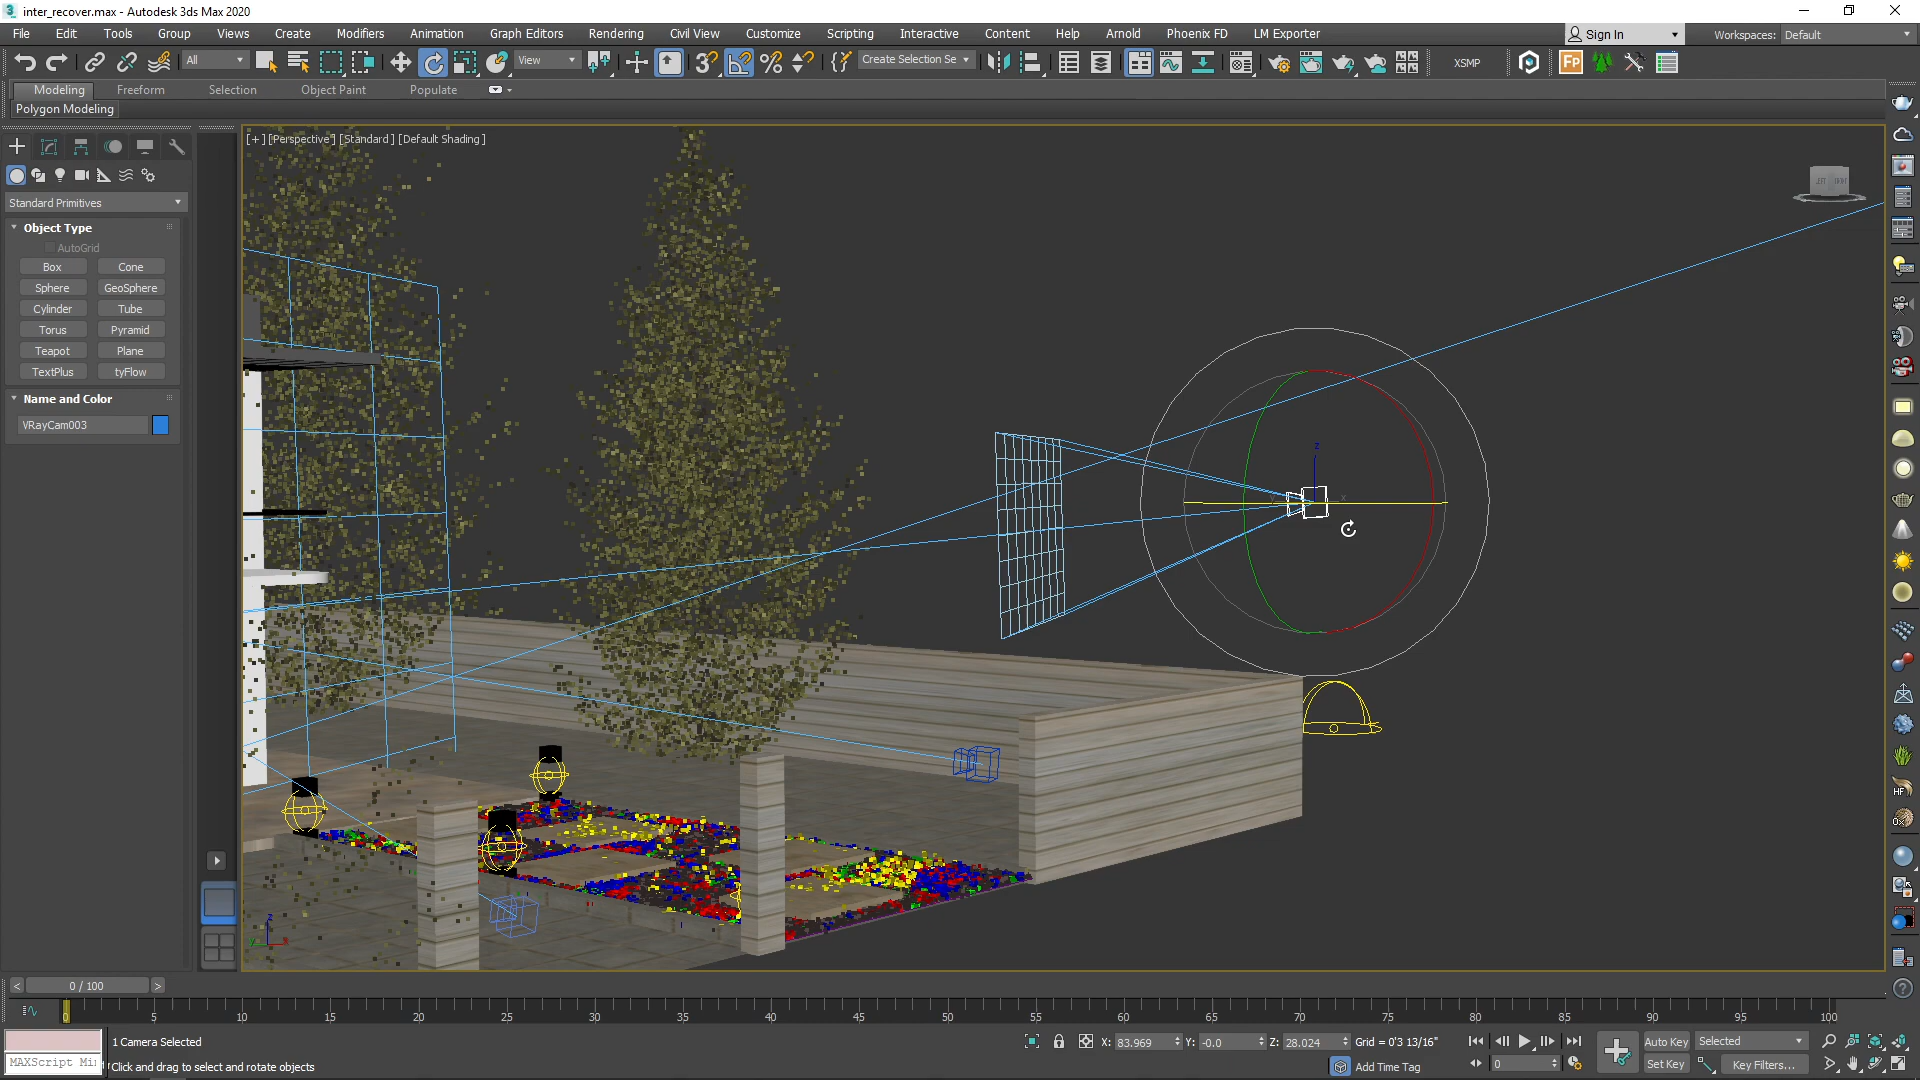 inter_recover.max - Autodesk 3ds Max 2020
File Edit Tools Group Views Create Modifiers Animation Graph Editors Rendering Civil View Customize Scripting Interactive Content Help Arnold Phoenix FD LM Exporter
Sign In Workspaces: Default
All View Create Selection Se XSMP
Modeling Freeform Selection Object Paint Populate
Polygon Modeling
[+] [Perspective] [Standard] [Default Shading]
Standard Primitives
Object Type
AutoGrid
Box Cone
Sphere GeoSphere
Cylinder Tube
Torus Pyramid
Teapot Plane
TextPlus tyFlow
Name and Color
VRayCam003
z
x
z
y x
0 / 100
0 5 10 15 20 25 30 35 40 45 50 55 60 65 70 75 80 85 90 95 100
1 Camera Selected
X: 83.969 Y: -0.0 Z: 28.024 Grid = 0'3 13/16"
Auto Key Selected
MAXScript Mi
Click and drag to select and rotate objects
Add Time Tag
0
Set Key Key Filters...